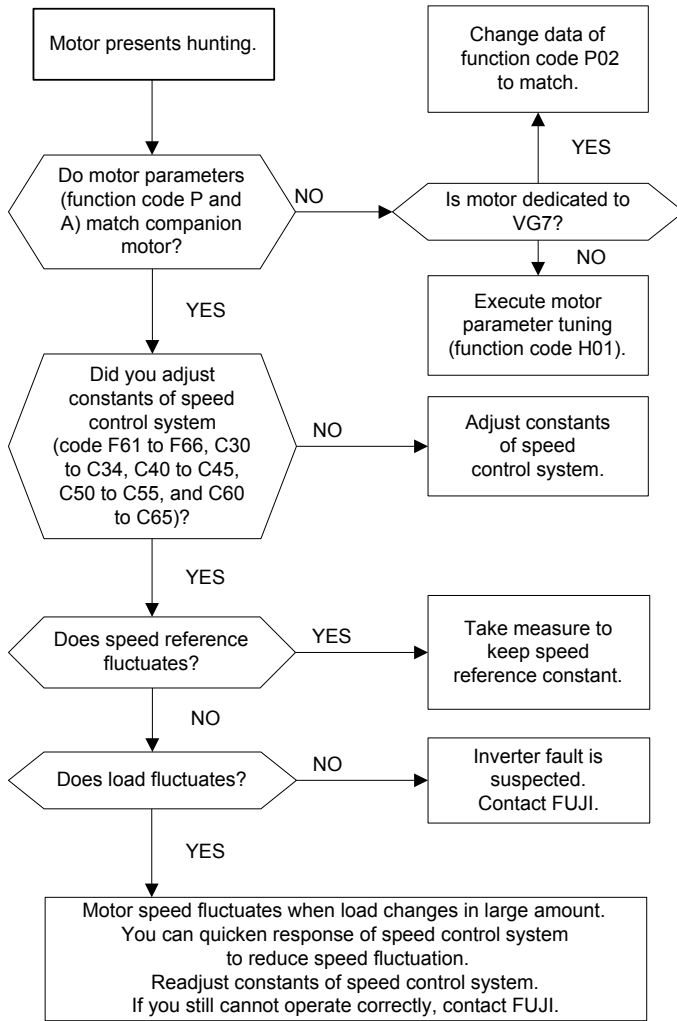 Motor presents hunting.
Change data of
function code P02
to match.
YES
Do motor parameters
(function code P and
A) match companion
motor?
NO
Is motor dedicated to
VG7?
NO
YES
Execute motor
parameter tuning
(function code H01).
Did you adjust
constants of speed
control system
(code F61 to F66, C30
to C34, C40 to C45,
C50 to C55, and C60
to C65)?
NO
Adjust constants
of speed
control system.
YES
Does speed reference
fluctuates?
YES
Take measure to
keep speed
reference constant.
NO
Does load fluctuates?
NO
Inverter fault is
suspected.
Contact FUJI.
YES
Motor speed fluctuates when load changes in large amount.
You can quicken response of speed control system
to reduce speed fluctuation.
Readjust constants of speed control system.
If you still cannot operate correctly, contact FUJI.